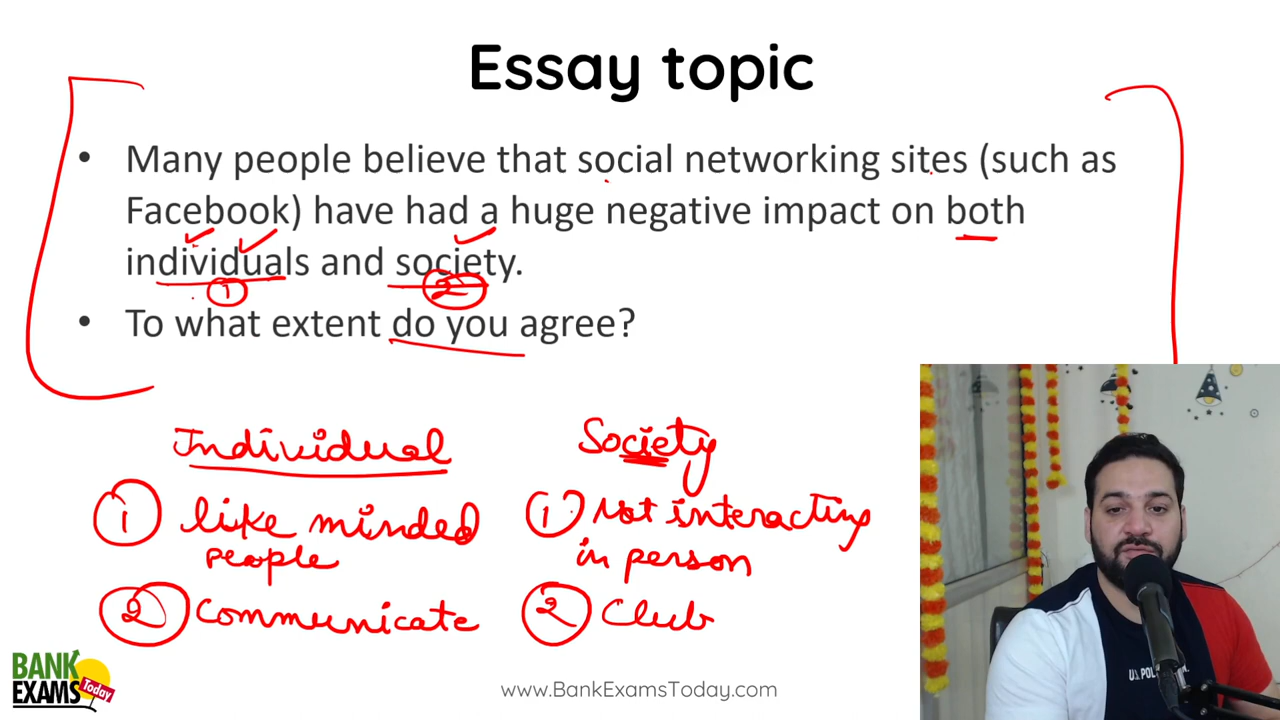 Essay topic
• Many people believe that social networking sites (such as
Facebook) have had a huge negative impact on both
individuals and society.
1 2
• To what extent do you agree?
Individual Society
1 like minded 1 Not interacting
people in person
2 Communicate 2 Club
BANK
EXAMS
Today
www.BankExamsToday.com